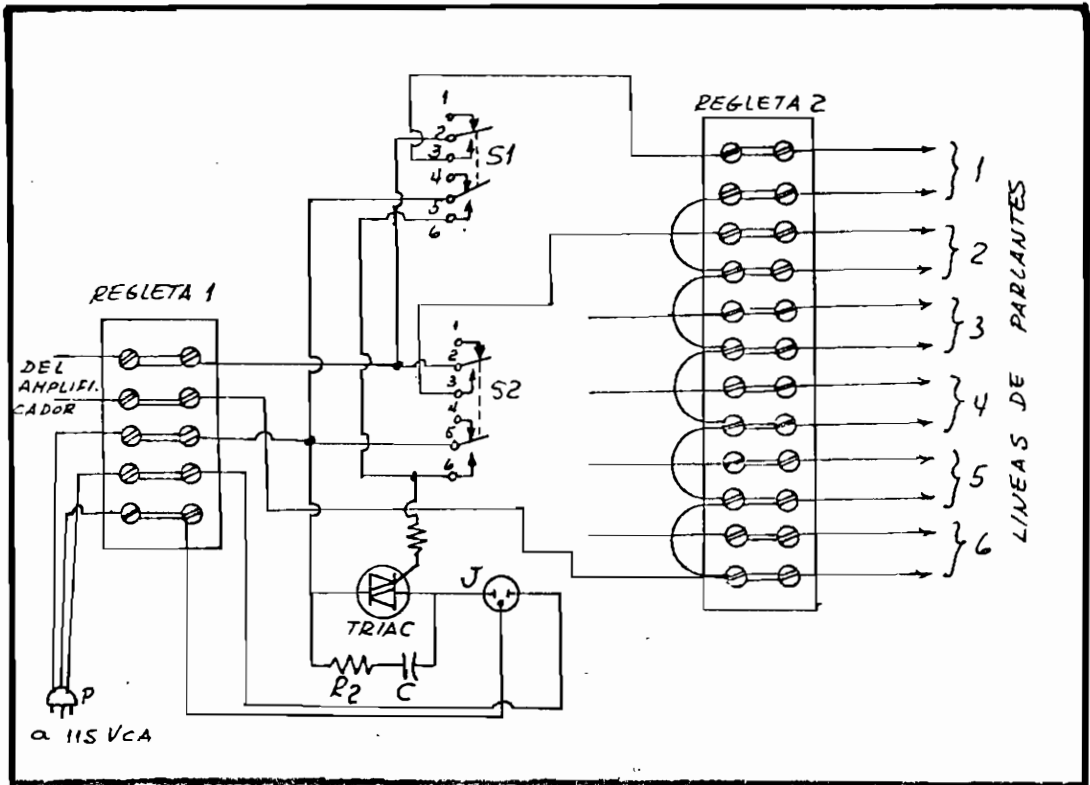 REGLETA 2
1
2
3
S1
4
5
6
1
2
3
4
5
6
LINEAS DE PARLANTES
REGLETA 1
DEL
AMPLIFI.
CADOR
1
2
3
S2
4
5
6
TRIAC
J
R2
C
P
a 115 VCA